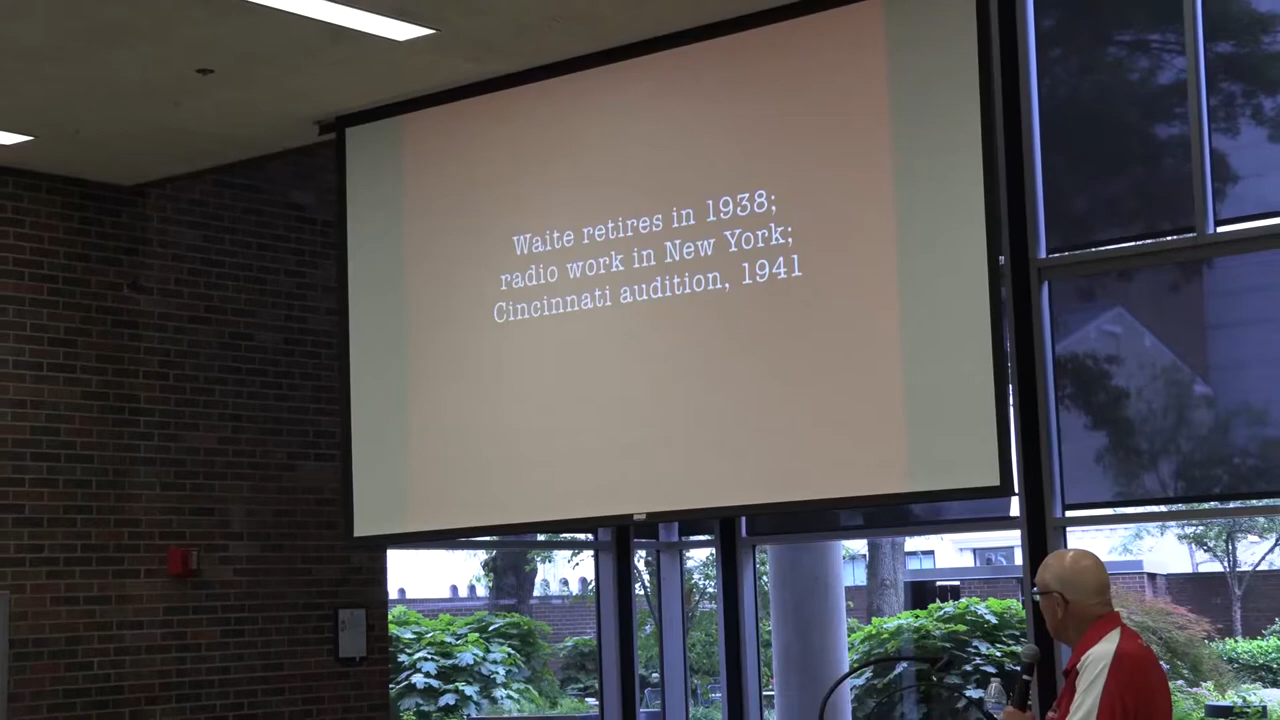 Waite retires in 1938;
radio work in New York;
Cincinnati audition, 1941